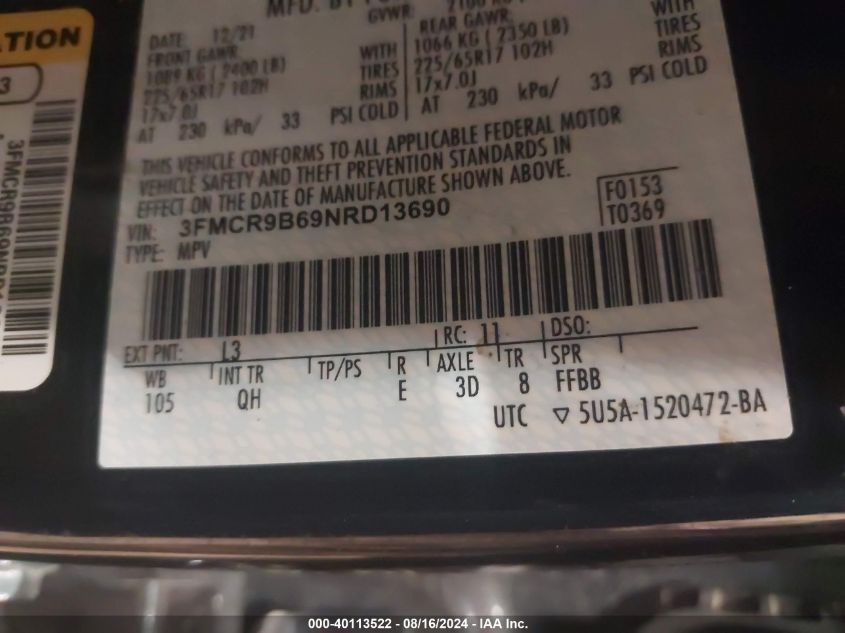 MFD. BY
GVWR:
DATE: 12/21
FRONT GAWR:
1089 KG ( 2400 LB) WITH
225/65R17 102H TIRES
17x7.0J RIMS
AT 230 kPa/ 33 PSI COLD
REAR GAWR:
1066 KG ( 2350 LB) WITH
225/65R17 102H TIRES
17x7.0J RIMS
AT 230 kPa/ 33 PSI COLD
THIS VEHICLE CONFORMS TO ALL APPLICABLE FEDERAL MOTOR
VEHICLE SAFETY AND THEFT PREVENTION STANDARDS IN
EFFECT ON THE DATE OF MANUFACTURE SHOWN ABOVE.
VIN: 3FMCR9B69NRD13690
TYPE: MPV
F0153
T0369
EXT PNT: L3 RC: 11 DSO:
WB INT TR TP/PS R AXLE TR SPR
105 QH E 3D 8 FFBB
UTC ▽ 5U5A-1520472-BA
000-40113522 - 08/16/2024 - IAA Inc.